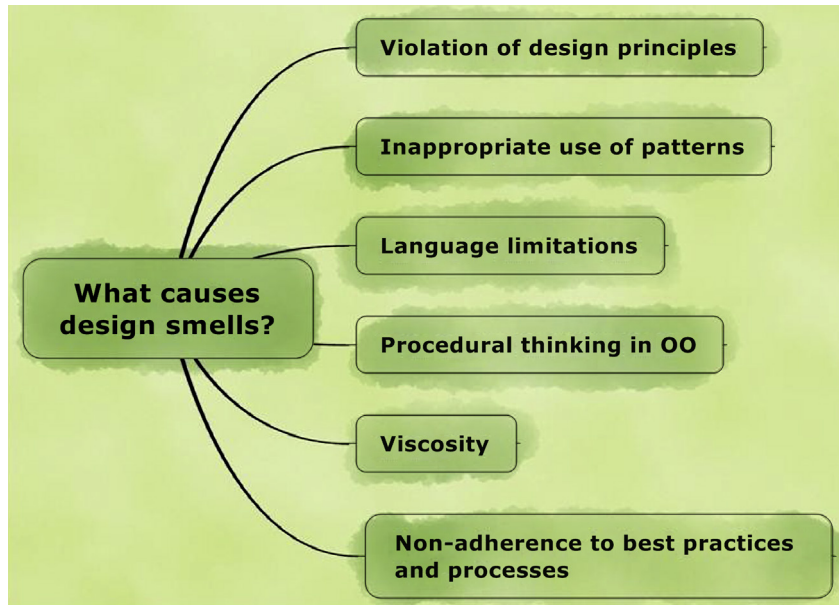 Violation of design principles
Inappropriate use of patterns
Language limitations
What causes
design smells?
Procedural thinking in OO
Viscosity
Non-adherence to best practices
and processes